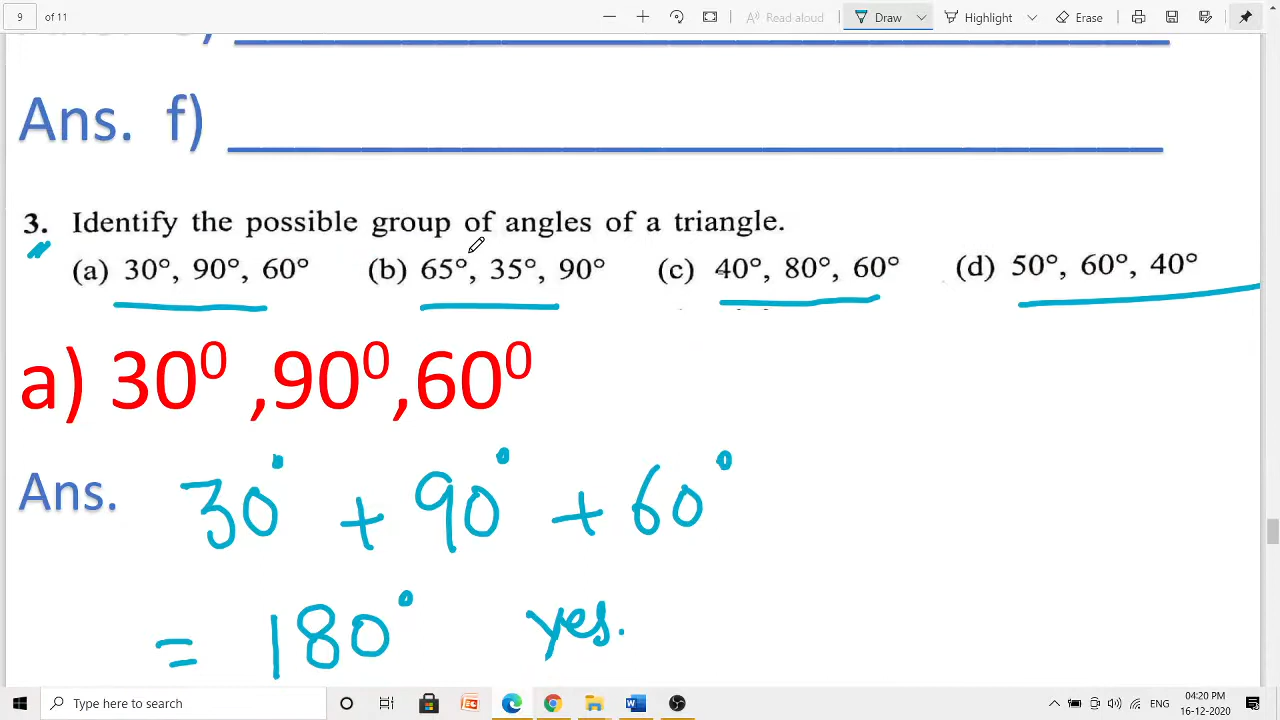 9 of 11
Read aloud
Draw
Highlight
Erase
Ans. f)
3. Identify the possible group of angles of a triangle.
(a) 30°, 90°, 60° (b) 65°, 35°, 90° (c) 40°, 80°, 60° (d) 50°, 60°, 40°
a) 30⁰ ,90⁰,60⁰
Ans. 30° + 90° + 60°
= 180° yes.
Type here to search
ENG
04:20 PM
16-12-2020